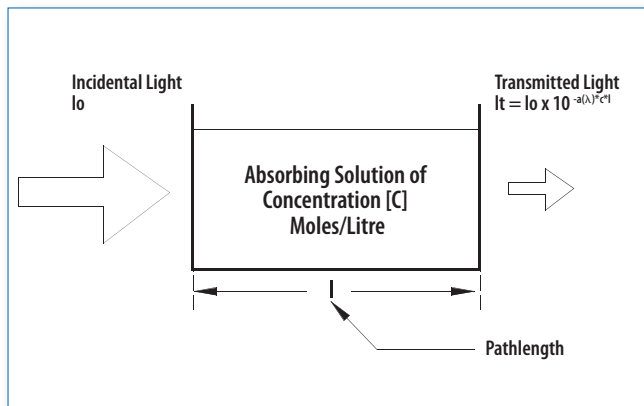 Incidental Light
Io
Transmitted Light
It = Io x 10 -a(λ)*c*l
Absorbing Solution of
Concentration [C]
Moles/Litre
l
Pathlength